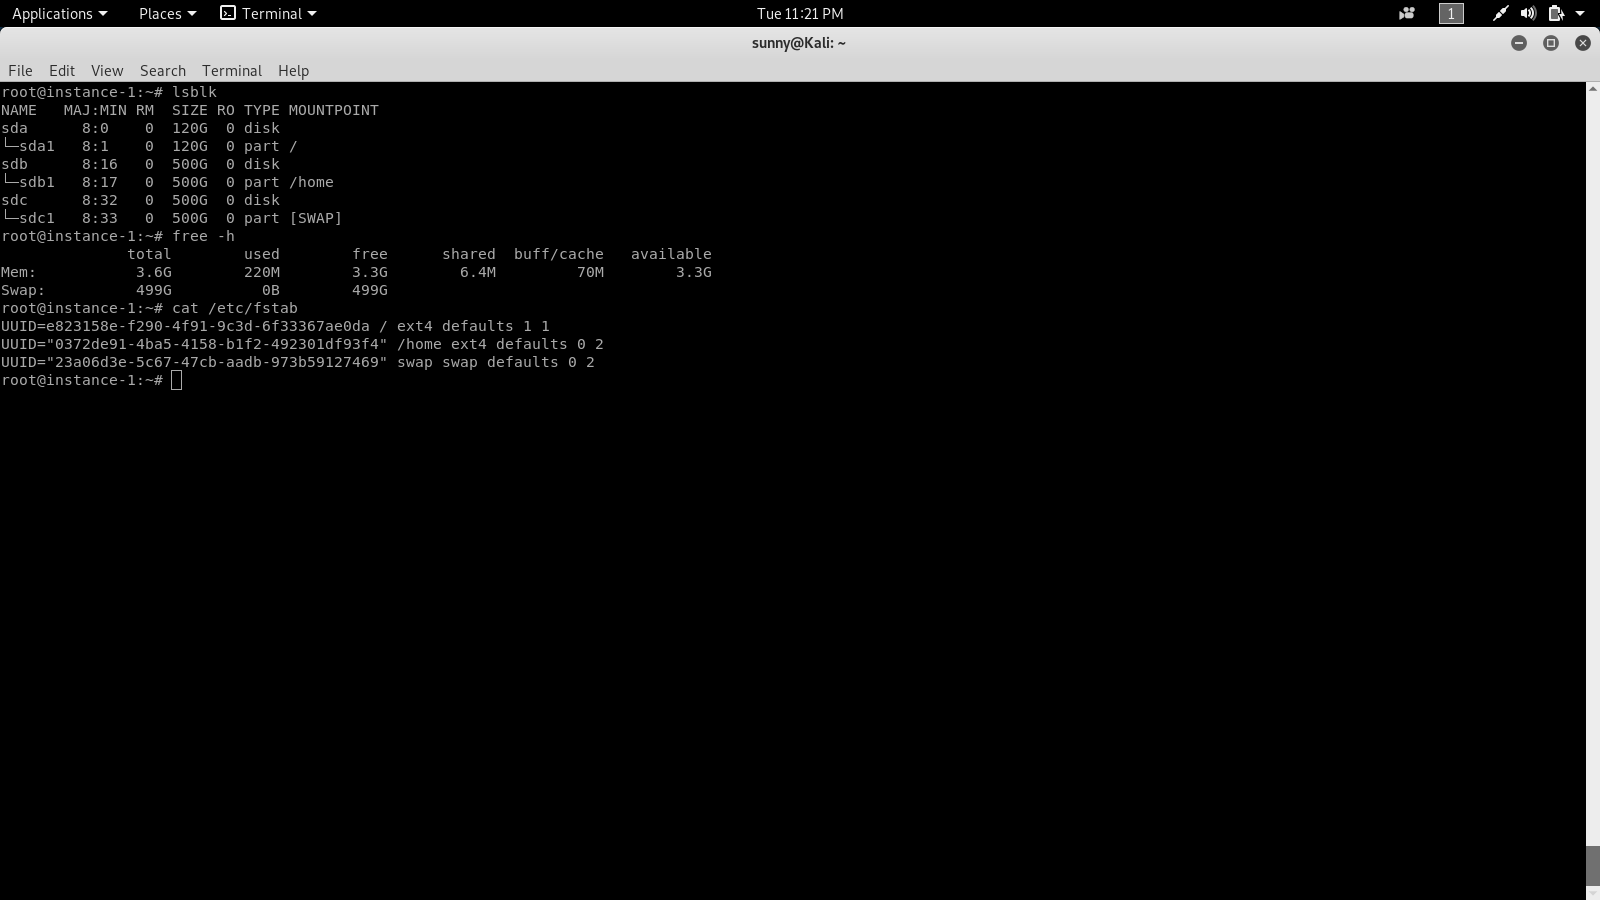 Applications Places Terminal Tue 11:21 PM 1
sunny@Kali: ~
File Edit View Search Terminal Help
root@instance-1:~# lsblk
NAME   MAJ:MIN RM  SIZE RO TYPE MOUNTPOINT
sda      8:0    0  120G  0 disk
└─sda1   8:1    0  120G  0 part /
sdb      8:16   0  500G  0 disk
└─sdb1   8:17   0  500G  0 part /home
sdc      8:32   0  500G  0 disk
└─sdc1   8:33   0  500G  0 part [SWAP]
root@instance-1:~# free -h
              total        used        free      shared  buff/cache   available
Mem:           3.6G        220M        3.3G        6.4M         70M        3.3G
Swap:          499G          0B        499G
root@instance-1:~# cat /etc/fstab
UUID=e823158e-f290-4f91-9c3d-6f33367ae0da / ext4 defaults 1 1
UUID="0372de91-4ba5-4158-b1f2-492301df93f4" /home ext4 defaults 0 2
UUID="23a06d3e-5c67-47cb-aadb-973b59127469" swap swap defaults 0 2
root@instance-1:~#